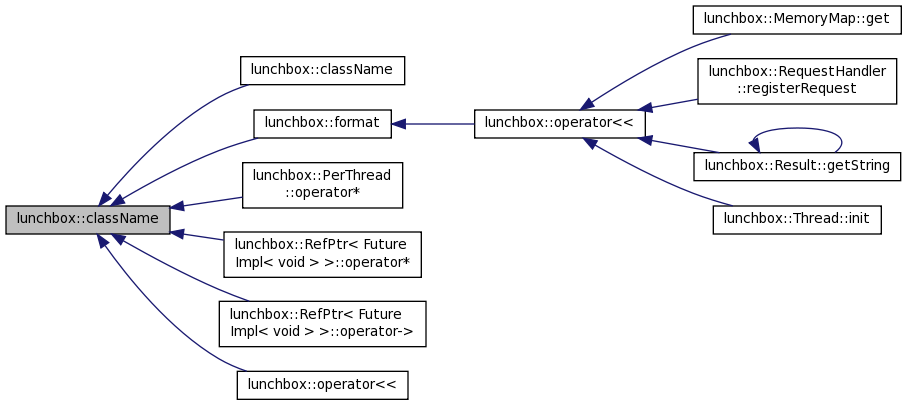 lunchbox::className
lunchbox::className
lunchbox::format
lunchbox::PerThread
::operator*
lunchbox::RefPtr< Future
Impl< void > >::operator*
lunchbox::RefPtr< Future
Impl< void > >::operator->
lunchbox::operator<<
lunchbox::operator<<
lunchbox::MemoryMap::get
lunchbox::RequestHandler
::registerRequest
lunchbox::Result::getString
lunchbox::Thread::init